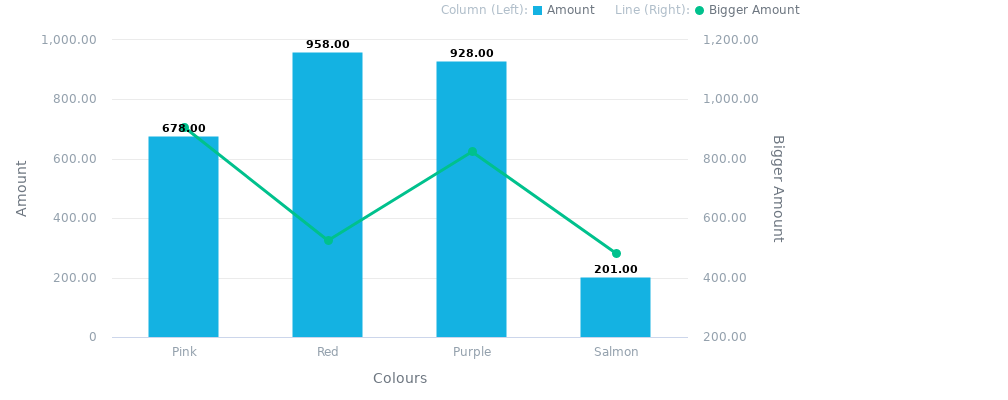 Column (Left): Amount Line (Right): Bigger Amount
1,000.00 958.00 1,200.00
928.00
800.00 1,000.00
678.00
600.00 800.00
Amount
Bigger Amount
400.00 600.00
201.00
200.00 400.00
0 200.00
Pink Red Purple Salmon
Colours